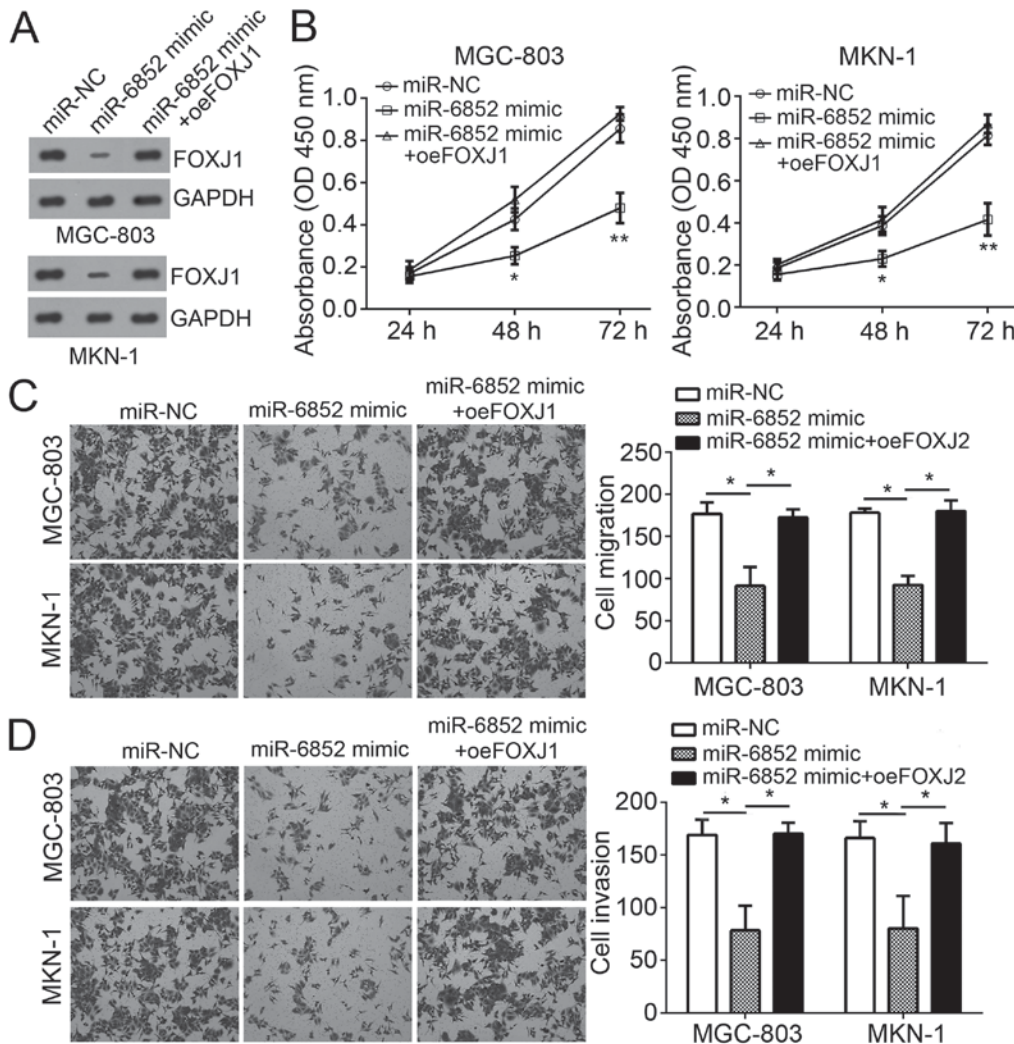 A
miR-NC
miR-6852 mimic
miR-6852 mimic
+oeFOXJ1
FOXJ1
GAPDH
MGC-803
FOXJ1
GAPDH
MKN-1
B
MGC-803
miR-NC
miR-6852 mimic
miR-6852 mimic
+oeFOXJ1
Absorbance (OD 450 nm)
1.0
0.8
0.6
0.4
0.2
0.0
*
**
24 h
48 h
72 h
MKN-1
miR-NC
miR-6852 mimic
miR-6852 mimic
+oeFOXJ1
Absorbance (OD 450 nm)
1.0
0.8
0.6
0.4
0.2
0.0
*
**
24 h
48 h
72 h
C
miR-NC
miR-6852 mimic
miR-6852 mimic
+oeFOXJ1
MGC-803
MKN-1
miR-NC
miR-6852 mimic
miR-6852 mimic+oeFOXJ2
Cell migration
250
200
150
100
50
0
* * * *
MGC-803
MKN-1
D
miR-NC
miR-6852 mimic
miR-6852 mimic
+oeFOXJ1
MGC-803
MKN-1
miR-NC
miR-6852 mimic
miR-6852 mimic+oeFOXJ2
Cell invasion
200
150
100
50
0
* * * *
MGC-803
MKN-1